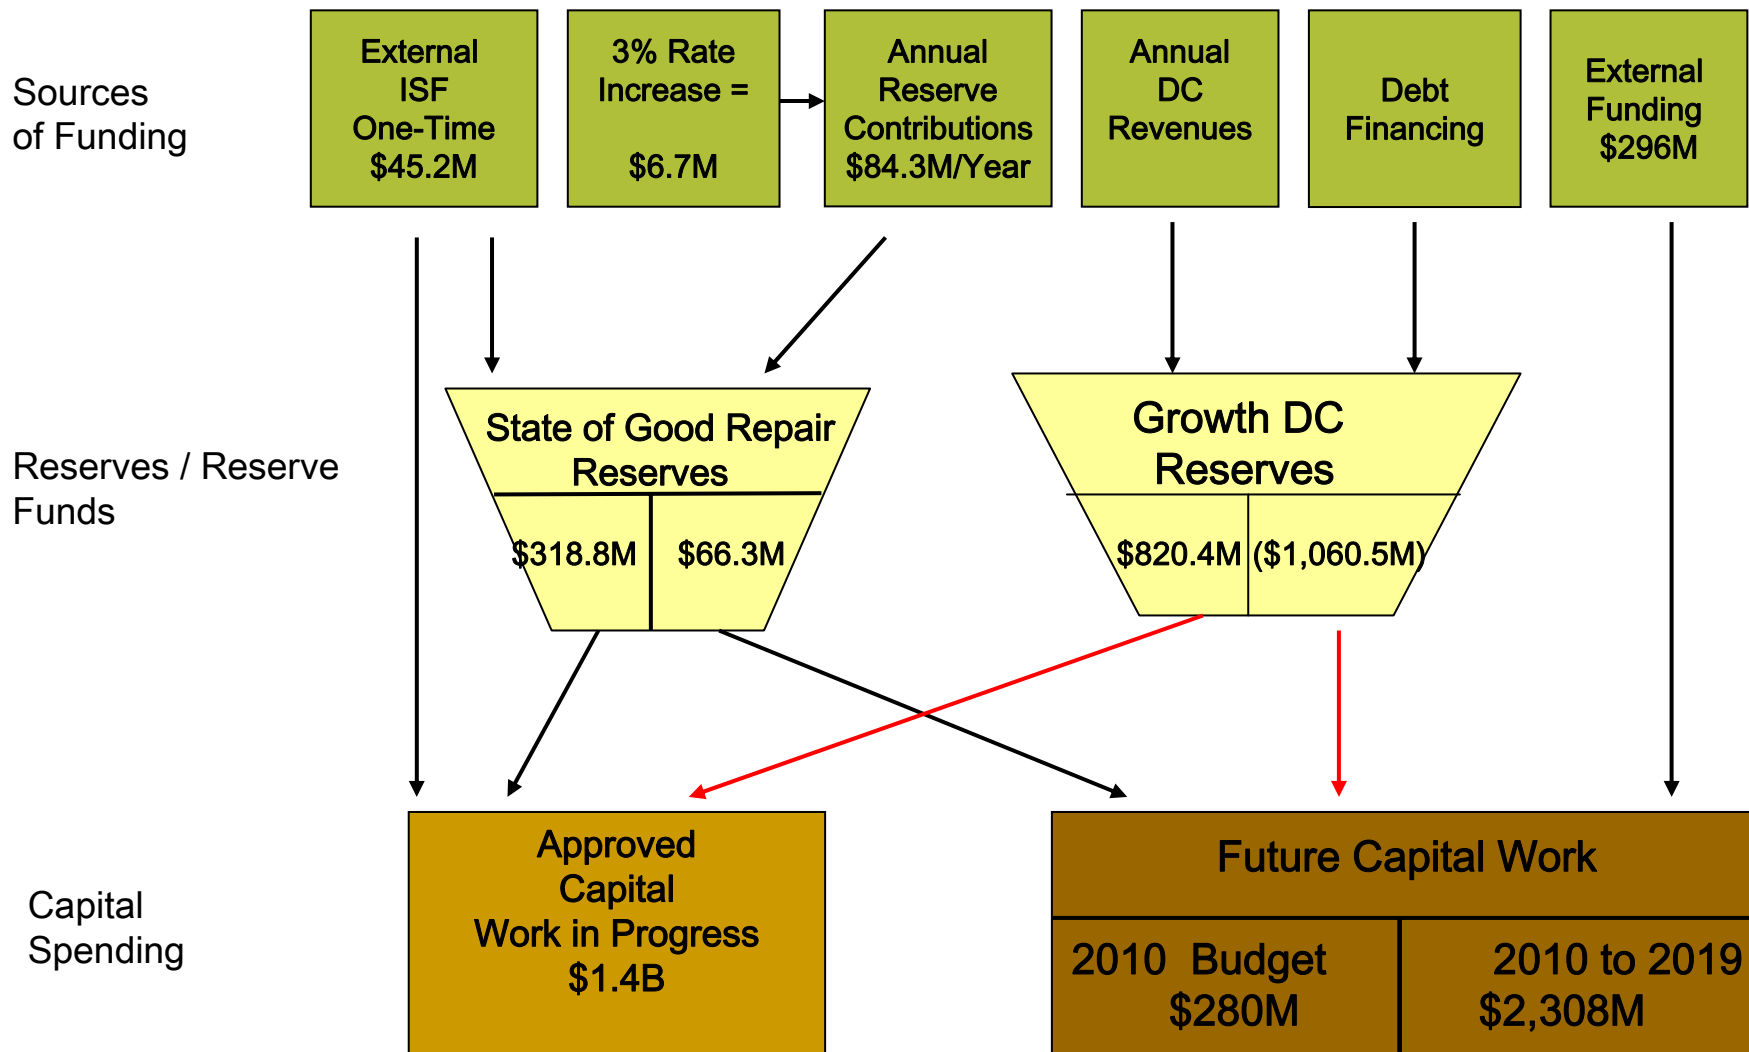 Sources
of Funding
External
ISF
One-Time
$45.2M
3% Rate
Increase =
$6.7M
Annual
Reserve
Contributions
$84.3M/Year
Annual
DC
Revenues
Debt
Financing
External
Funding
$296M
Reserves / Reserve
Funds
State of Good Repair
Reserves
$318.8M
$66.3M
Growth DC
Reserves
$820.4M
($1,060.5M)
Capital
Spending
Approved
Capital
Work in Progress
$1.4B
Future Capital Work
2010 Budget
$280M
2010 to 2019
$2,308M